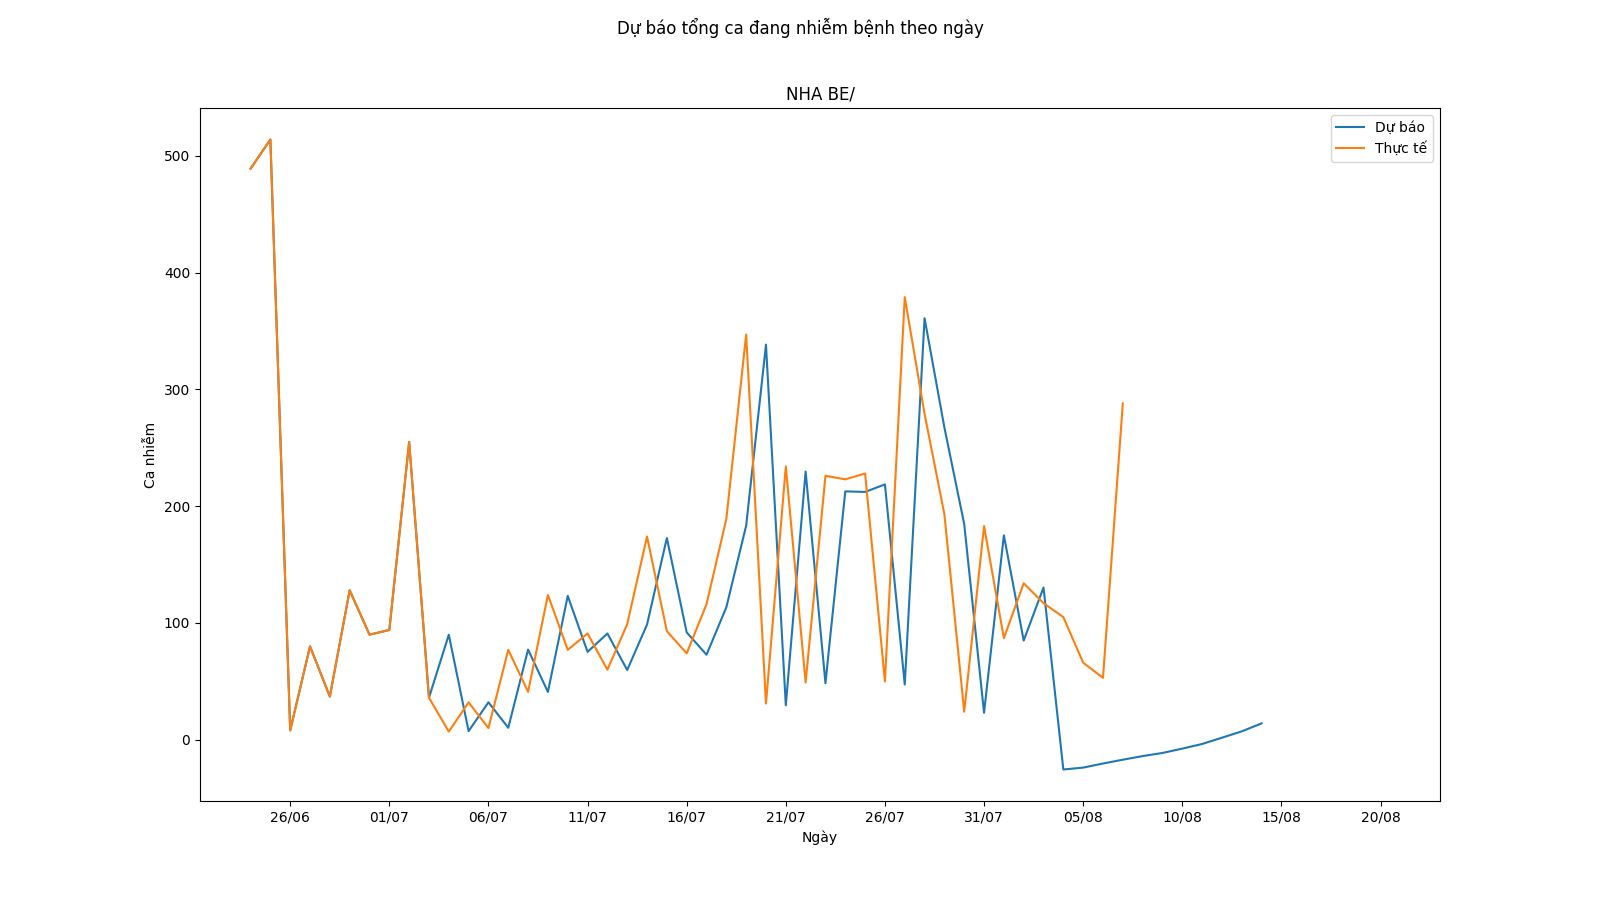 Dự báo tổng ca đang nhiễm bệnh theo ngày
NHA BE/
Dự báo
Thực tế
500
400
300
200
100
0
Ca nhiễm
26/06 01/07 06/07 11/07 16/07 21/07 26/07 31/07 05/08 10/08 15/08 20/08
Ngày